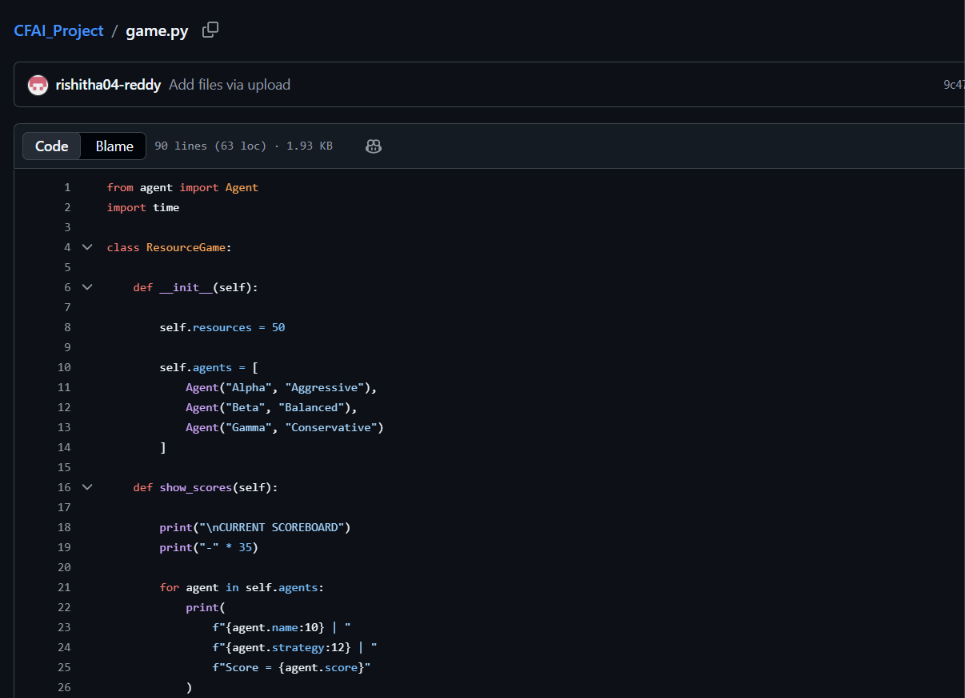 CFAI_Project / game.py
rishitha04-reddy Add files via upload 9c47
Code Blame 90 lines (63 loc) · 1.93 KB
1 from agent import Agent
2 import time
3
4 class ResourceGame:
5
6     def __init__(self):
7
8         self.resources = 50
9
10         self.agents = [
11             Agent("Alpha", "Aggressive"),
12             Agent("Beta", "Balanced"),
13             Agent("Gamma", "Conservative")
14         ]
15
16     def show_scores(self):
17
18         print("\nCURRENT SCOREBOARD")
19         print("-" * 35)
20
21         for agent in self.agents:
22             print(
23                 f"{agent.name:10} | "
24                 f"{agent.strategy:12} | "
25                 f"Score = {agent.score}"
26             )